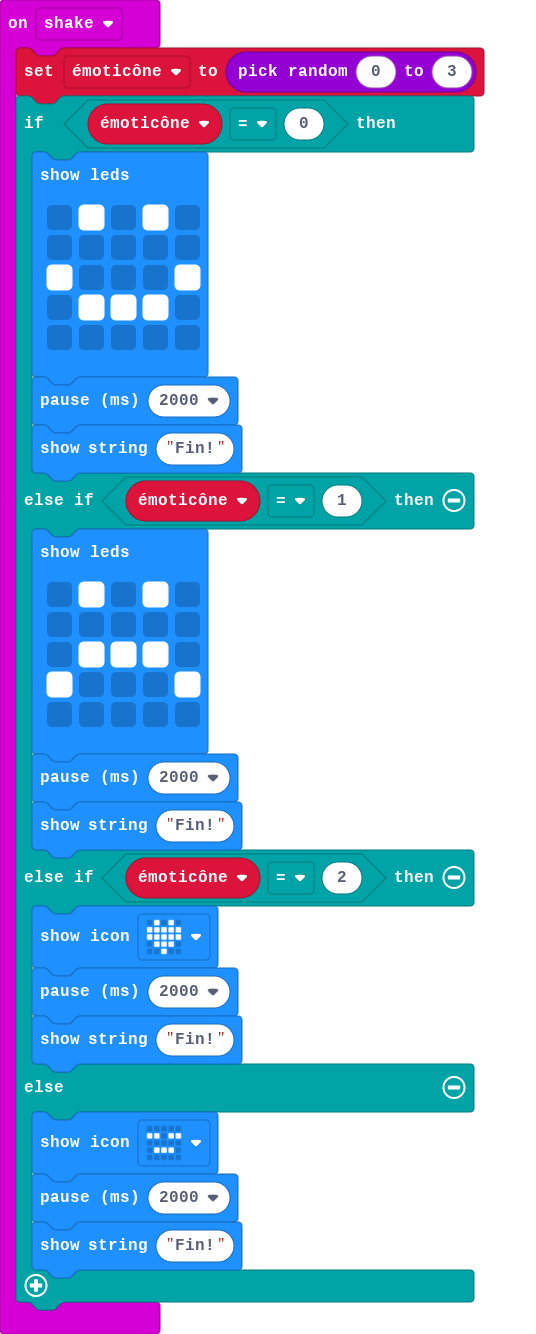 on shake
set émoticône to pick random 0 to 3
if émoticône = 0 then
show leds
pause (ms) 2000
show string "Fin!"
else if émoticône = 1 then
show leds
pause (ms) 2000
show string "Fin!"
else if émoticône = 2 then
show icon
pause (ms) 2000
show string "Fin!"
else
show icon
pause (ms) 2000
show string "Fin!"